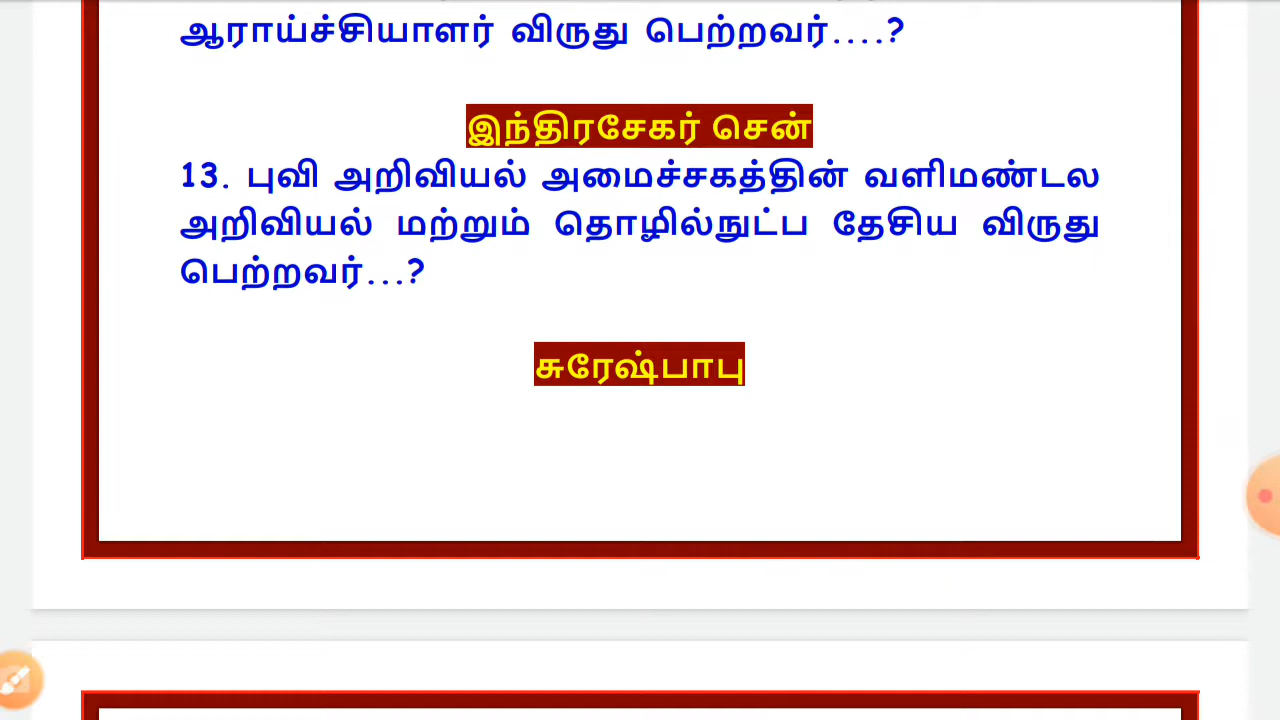 ஆராய்ச்சியாளர் விருது பெற்றவர்....?
இந்திரசேகர் சென்
13. புவி அறிவியல் அமைச்சகத்தின் வளிமண்டல
அறிவியல் மற்றும் தொழில்நுட்ப தேசிய விருது
பெற்றவர்...?
சுரேஷ்பாபு